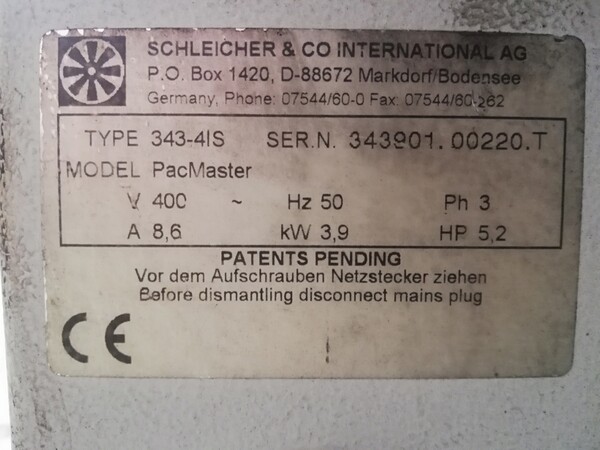 SCHLEICHER & CO INTERNATIONAL AG
P.O. Box 1420, D-88672 Markdorf/Bodensee
Germany, Phone: 07544/60-0 Fax: 07544/60-262
TYPE 343-4IS SER.N. 343901.00220.T
MODEL PacMaster
V 400 ~ Hz 50 Ph 3
A 8,6 kW 3,9 HP 5,2
PATENTS PENDING
Vor dem Aufschrauben Netzstecker ziehen
Before dismantling disconnect mains plug
CE